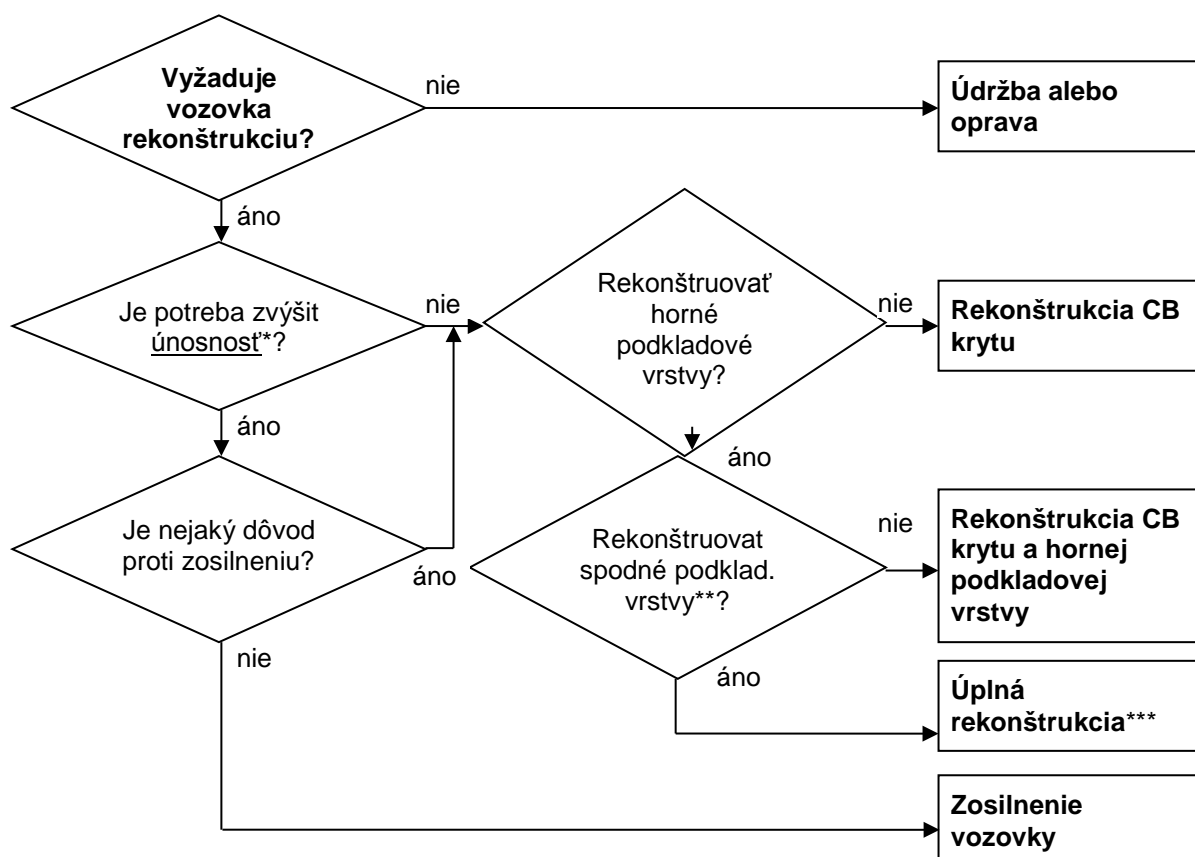 Vyžaduje
vozovka
rekonštrukciu?
nie
Údržba alebo
oprava
áno
Je potreba zvýšit
únosnosť*?
nie
Rekonštruovať
horné
podkladové
vrstvy?
nie
Rekonštrukcia CB
krytu
áno
áno
Je nejaký dôvod
proti zosilneniu?
áno
Rekonštruovat
spodné podklad.
vrstvy**?
nie
Rekonštrukcia CB
krytu a hornej
podkladovej
vrstvy
nie
áno
Úplná
rekonštrukcia***
Zosilnenie
vozovky